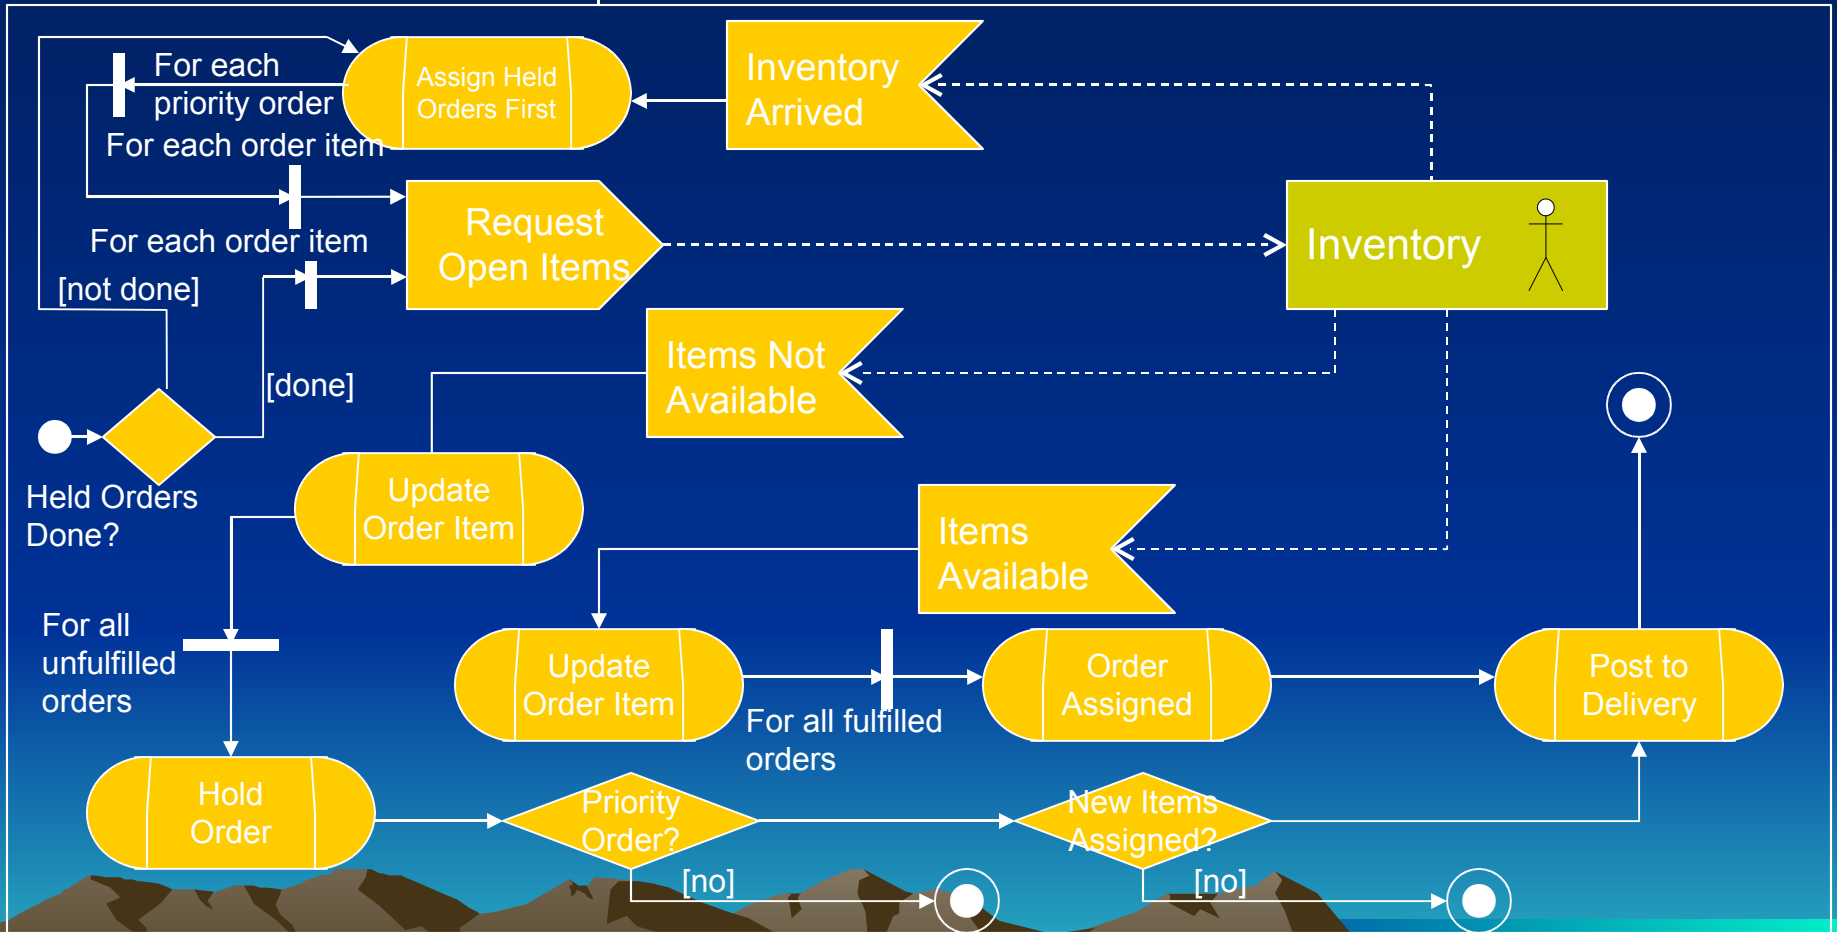 For each
priority order
Assign Held
Orders First
Inventory
Arrived
For each order item
Request
Open Items
Inventory
For each order item
[not done]
Items Not
Available
[done]
Held Orders
Done?
Update
Order Item
Items
Available
For all
unfulfilled
orders
Update
Order Item
For all fulfilled
orders
Order
Assigned
Post to
Delivery
Hold
Order
Priority
Order?
New Items
Assigned?
[no]
[no]